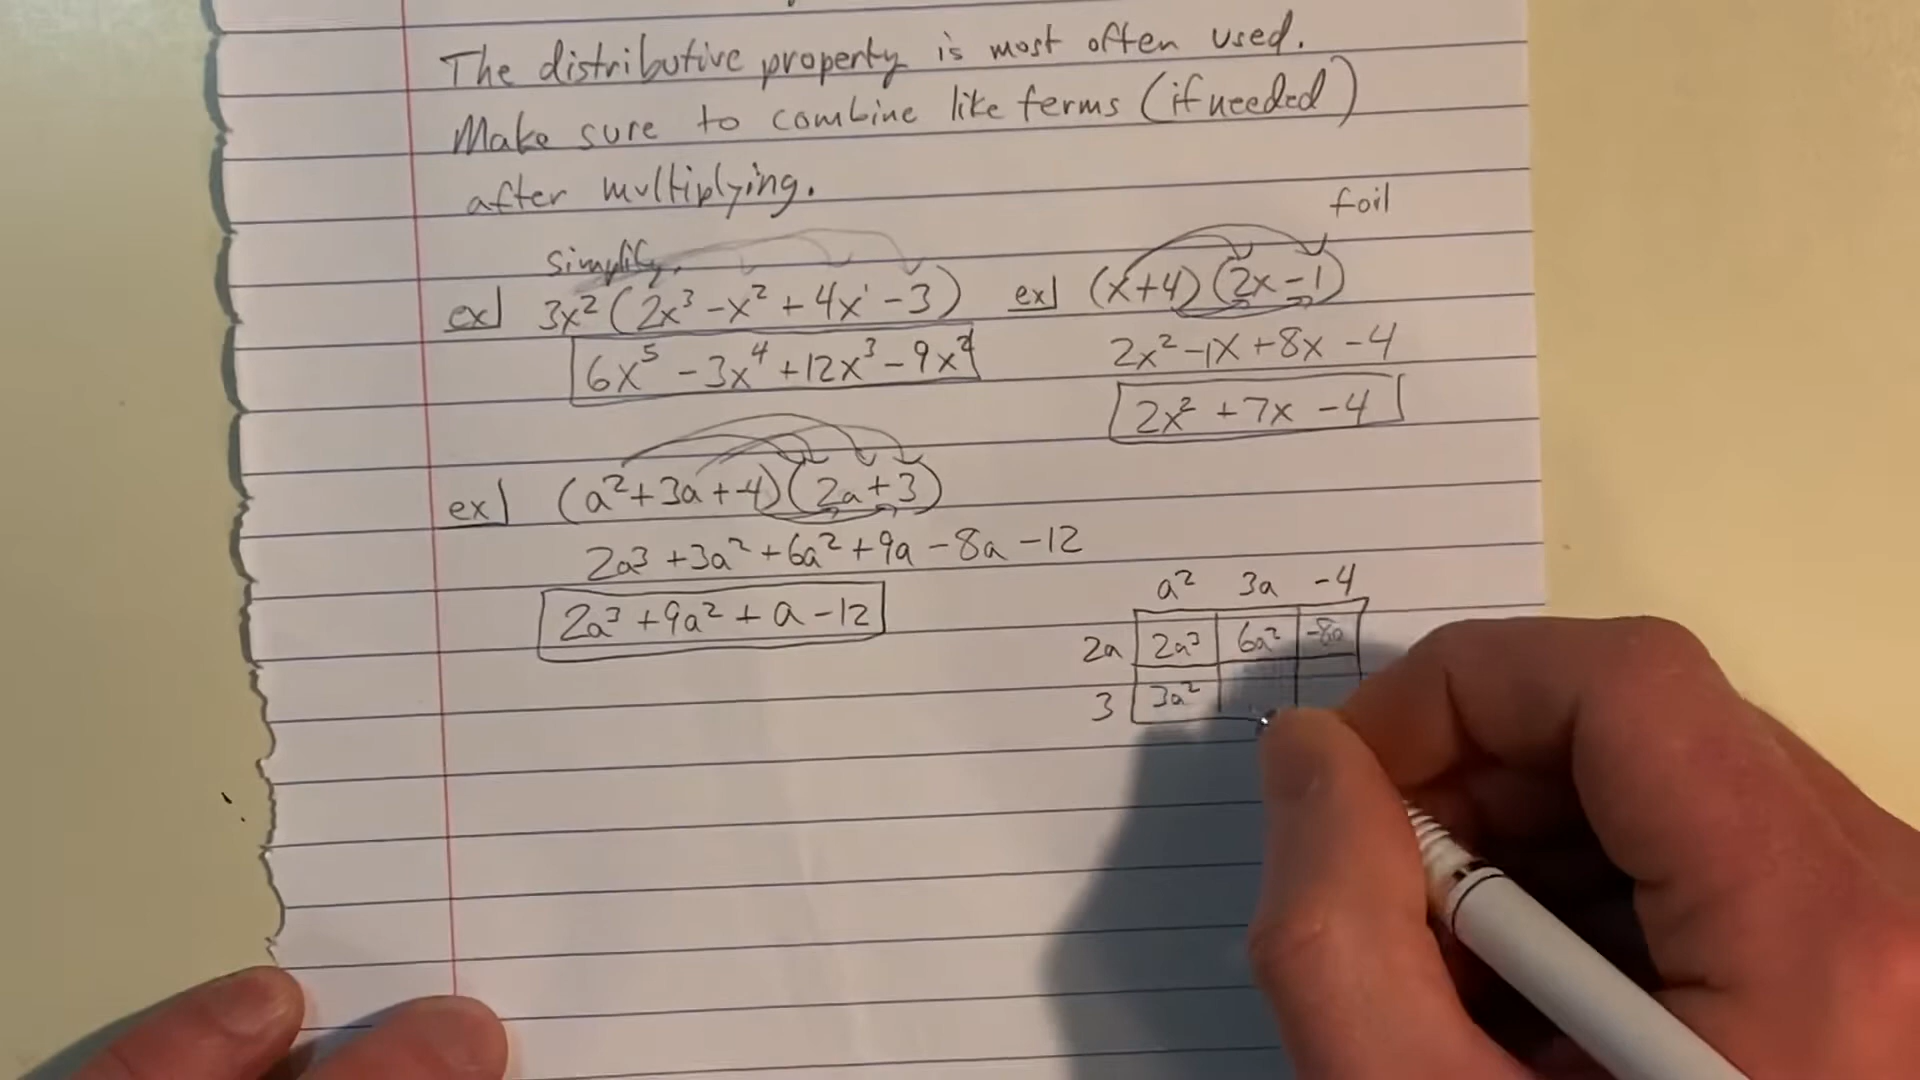 The distributive property is most often used.
Make sure to combine like terms (if needed)
after multiplying.
foil
simplify.
ex] 3x² (2x³ - x² + 4x¹ - 3)
6x⁵ - 3x⁴ + 12x³ - 9x²
ex] (x+4)(2x-1)
2x² - 1x + 8x - 4
2x² + 7x - 4
ex] (a² + 3a + -4)(2a + 3)
2a³ + 3a² + 6a² + 9a - 8a - 12
2a³ + 9a² + a - 12
a² 3a -4
2a 2a³ 6a² -8a
3 3a²